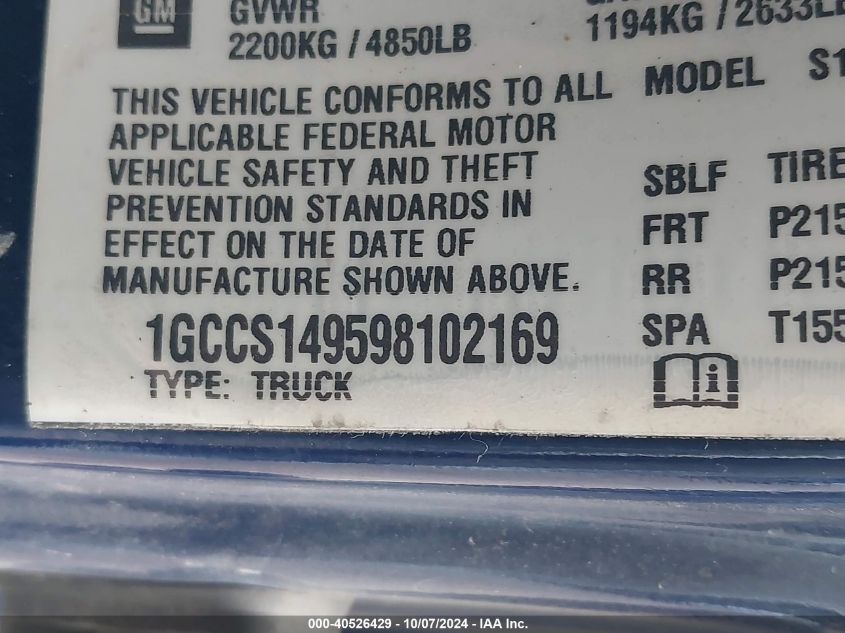 GM
GVWR
2200KG / 4850LB
1194KG / 2633LB
THIS VEHICLE CONFORMS TO ALL
APPLICABLE FEDERAL MOTOR
VEHICLE SAFETY AND THEFT
PREVENTION STANDARDS IN
EFFECT ON THE DATE OF
MANUFACTURE SHOWN ABOVE.
1GCCS149598102169
TYPE: TRUCK
MODEL S1
SBLF TIRE
FRT P215
RR P215
SPA T155
i
000-40526429 - 10/07/2024 - IAA Inc.